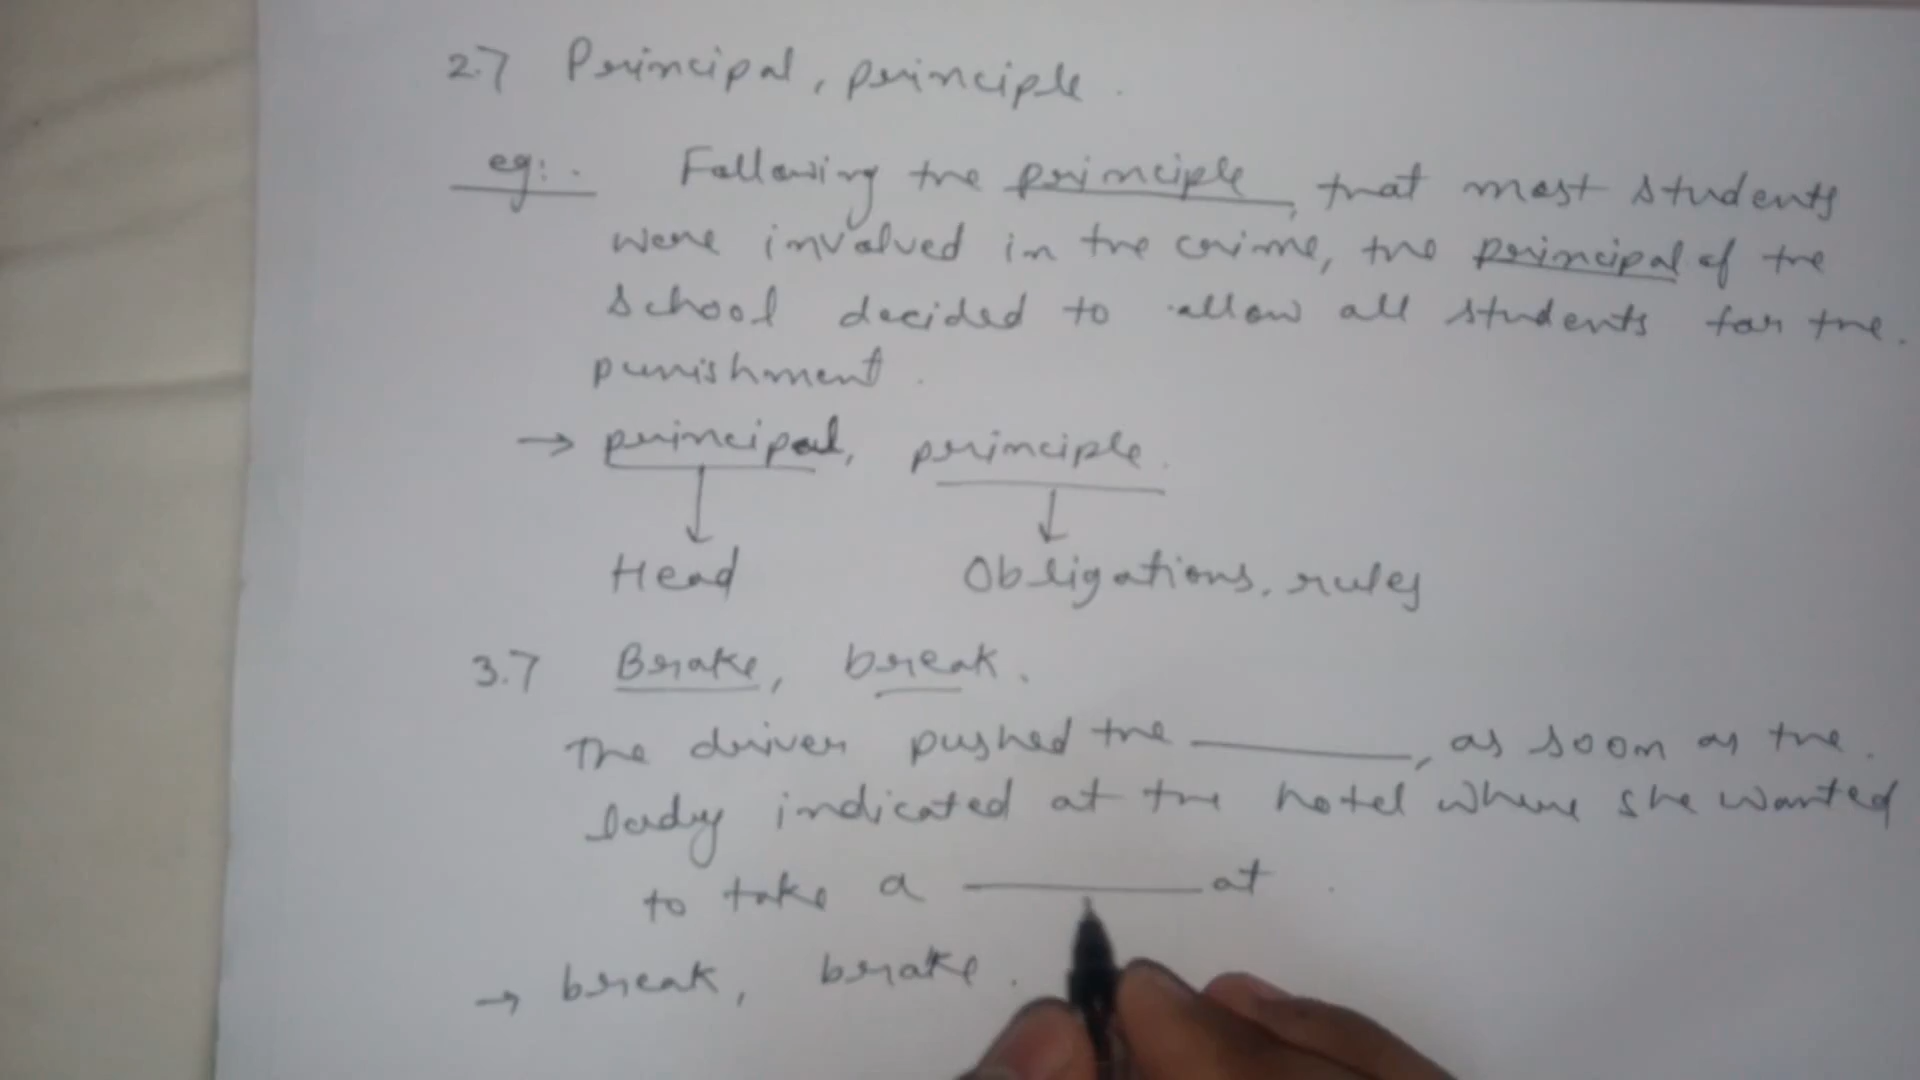 2.7 Principal, principle.
eg:. Following the principle, that most students
were involved in the crime, the principal of the
school decided to allow all students for the.
punishment.
→ principal, principle.
Head Obligations, rules
3.7 Brake, break.
The driver pushed the ______, as soon as the.
lady indicated at the hotel where she wanted
to take a ______ at.
→ break, brake.